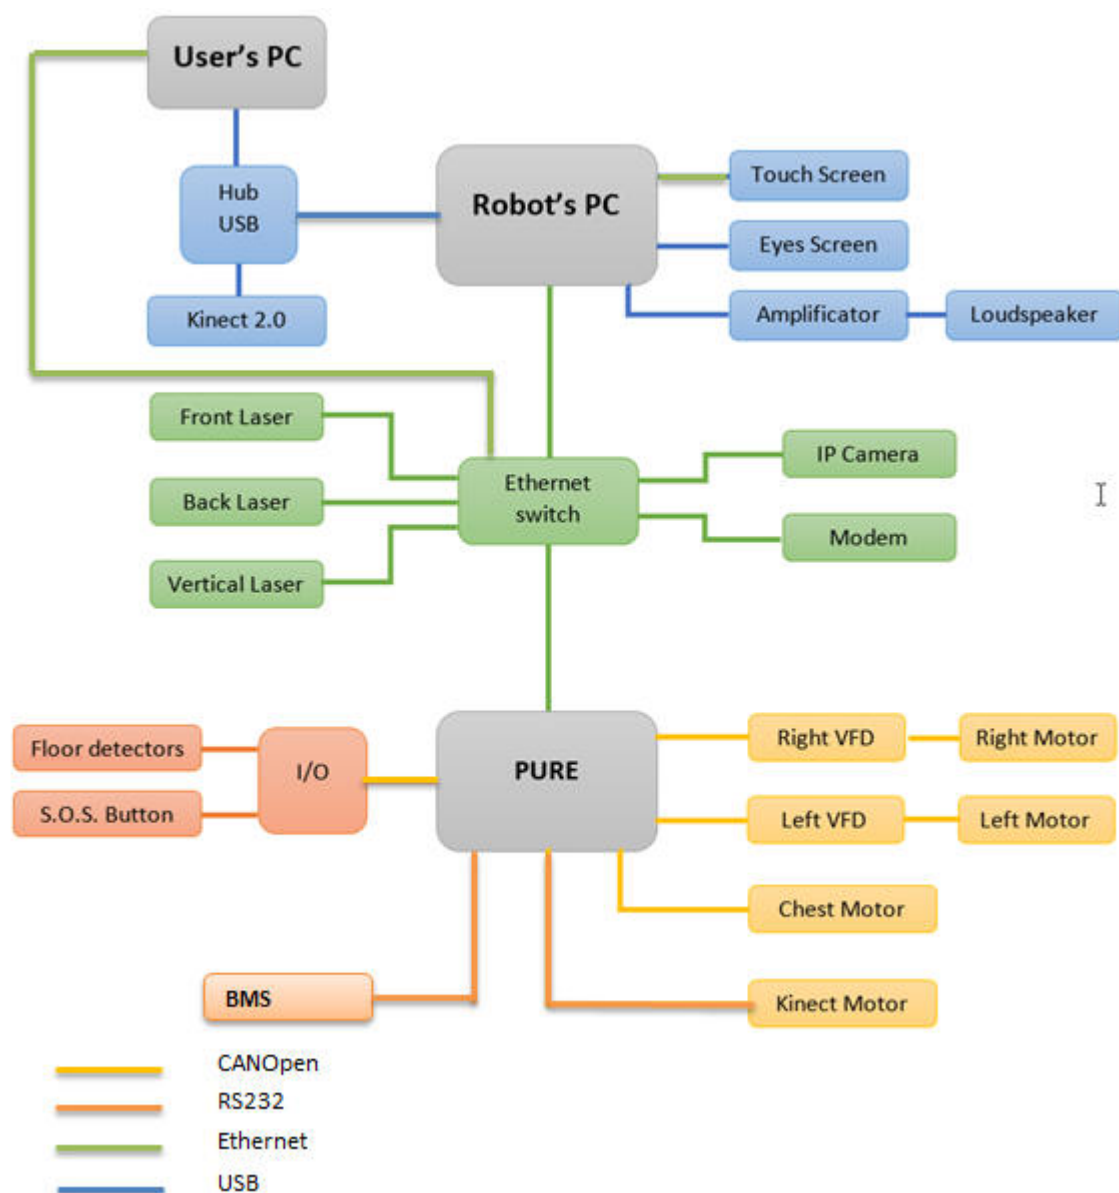 User's PC
Hub
USB
Kinect 2.0
Robot's PC
Touch Screen
Eyes Screen
Amplificator
Loudspeaker
Front Laser
Back Laser
Vertical Laser
Ethernet
switch
IP Camera
Modem
Floor detectors
S.O.S. Button
I/O
PURE
Right VFD
Right Motor
Left VFD
Left Motor
Chest Motor
Kinect Motor
BMS
CANOpen
RS232
Ethernet
USB